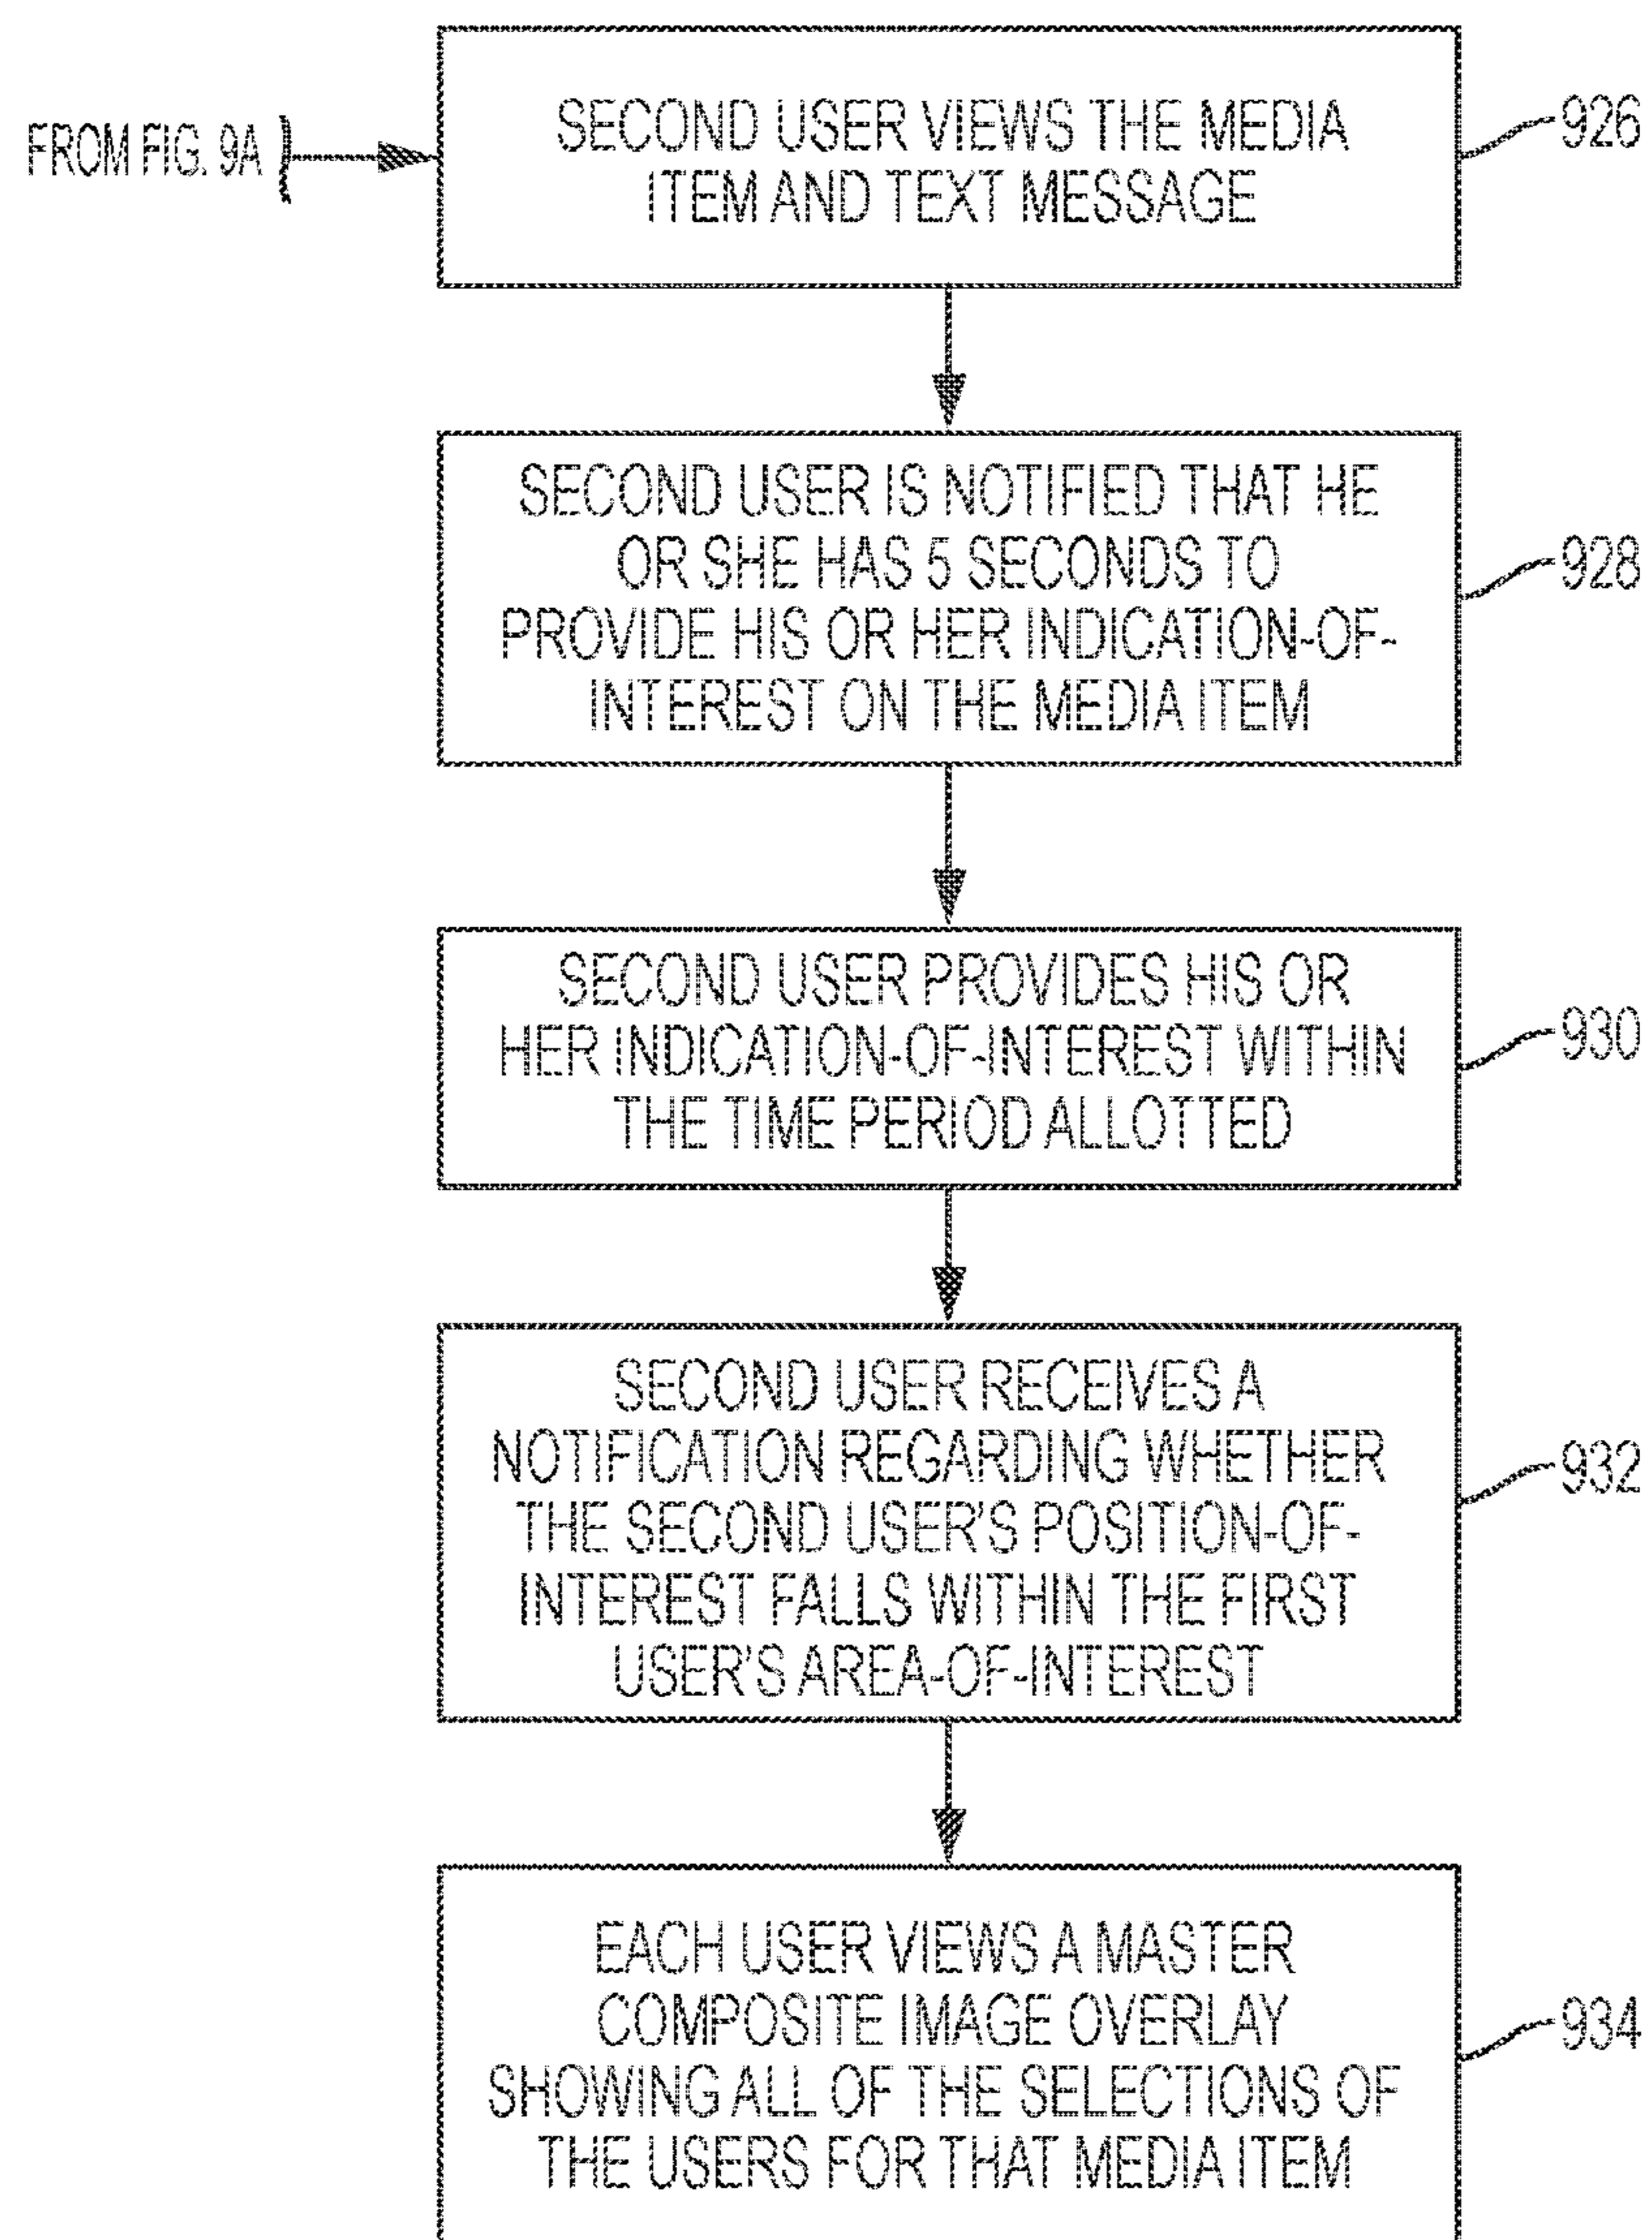 FROM FIG. 9A
SECOND USER VIEWS THE MEDIA
ITEM AND TEXT MESSAGE
926
SECOND USER IS NOTIFIED THAT HE
OR SHE HAS 5 SECONDS TO
PROVIDE HIS OR HER INDICATION-OF-
INTEREST ON THE MEDIA ITEM
928
SECOND USER PROVIDES HIS OR
HER INDICATION-OF-INTEREST WITHIN
THE TIME PERIOD ALLOTTED
930
SECOND USER RECEIVES A
NOTIFICATION REGARDING WHETHER
THE SECOND USER'S POSITION-OF-
INTEREST FALLS WITHIN THE FIRST
USER'S AREA-OF-INTEREST
932
EACH USER VIEWS A MASTER
COMPOSITE IMAGE OVERLAY
SHOWING ALL OF THE SELECTIONS OF
THE USERS FOR THAT MEDIA ITEM
934